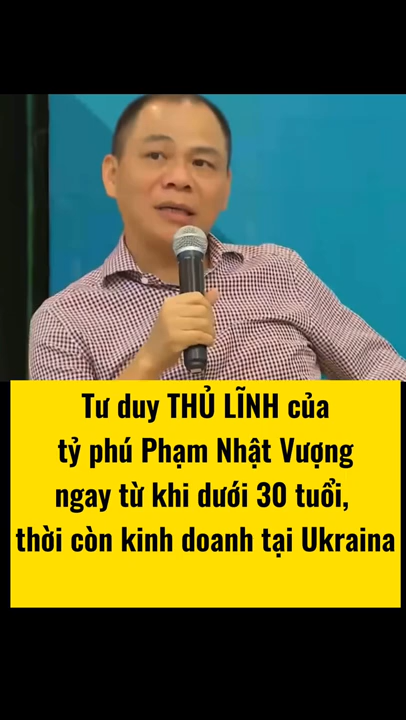 Tư duy THỦ LĨNH của
tỷ phú Phạm Nhật Vượng
ngay từ khi dưới 30 tuổi,
thời còn kinh doanh tại Ukraina